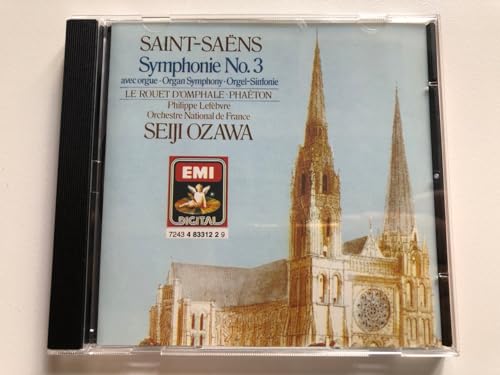 SAINT-SAËNS
Symphonie No. 3
avec orgue · Organ Symphony · Orgel-Sinfonie
LE ROUET D'OMPHALE · PHAÉTON
Philippe Lefèbvre
Orchestre National de France
SEIJI OZAWA
EMI
DIGITAL
7243 4 83312 2 9